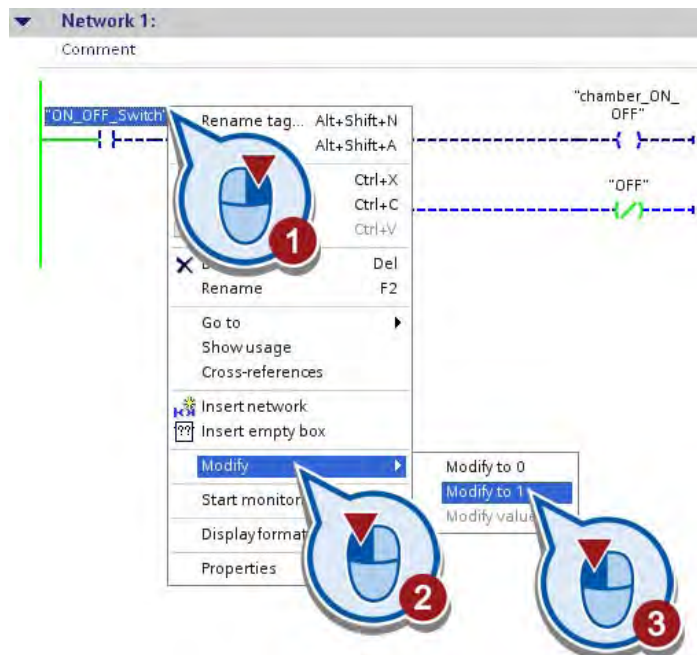 Network 1:
Comment
"ON_OFF_Switch"
"chamber_ON_
OFF"
"OFF"
Rename tag... Alt+Shift+N
Alt+Shift+A
Ctrl+X
Ctrl+C
Ctrl+V
Del
Rename F2
Go to
Show usage
Cross-references
Insert network
?? Insert empty box
Modify
Start monitor
Display format
Properties
Modify to 0
Modify to 1
Modify value
1
2
3